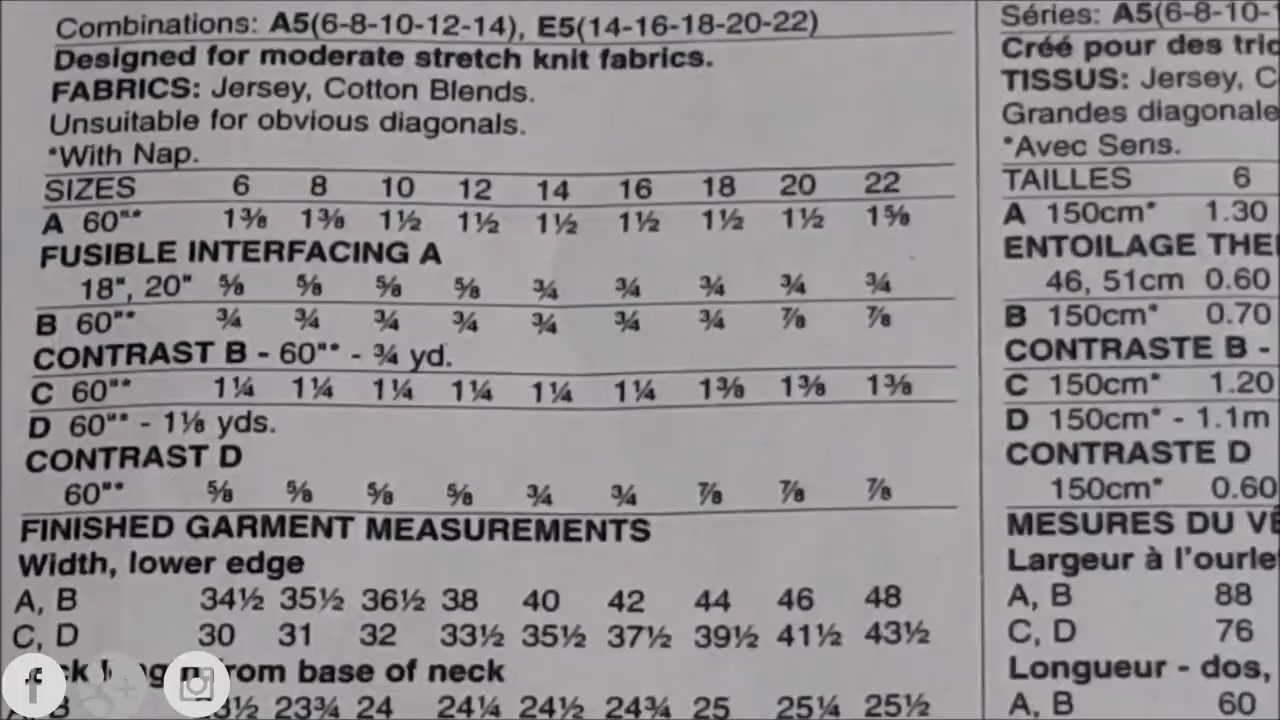 Combinations: A5(6-8-10-12-14), E5(14-16-18-20-22)
Designed for moderate stretch knit fabrics.
FABRICS: Jersey, Cotton Blends.
Unsuitable for obvious diagonals.
*With Nap.
SIZES 6 8 10 12 14 16 18 20 22
A 60"* 1⅜ 1⅜ 1½ 1½ 1½ 1½ 1½ 1½ 1⅝
FUSIBLE INTERFACING A
18", 20" ⅝ ⅝ ⅝ ⅝ ¾ ¾ ¾ ¾ ¾
B 60"* ¾ ¾ ¾ ¾ ¾ ¾ ¾ ⅞ ⅞
CONTRAST B - 60"* - ¾ yd.
C 60"* 1¼ 1¼ 1¼ 1¼ 1¼ 1¼ 1⅜ 1⅜ 1⅜
D 60"* - 1⅛ yds.
CONTRAST D
60"* ⅝ ⅝ ⅝ ⅝ ¾ ¾ ⅞ ⅞ ⅞
FINISHED GARMENT MEASUREMENTS
Width, lower edge
A, B 34½ 35½ 36½ 38 40 42 44 46 48
C, D 30 31 32 33½ 35½ 37½ 39½ 41½ 43½
from base of neck
B 23½ 23¾ 24 24¼ 24½ 24¾ 25 25¼ 25½
Séries: A5(6-8-10-1
Créé pour des tric
TISSUS: Jersey, C
Grandes diagonale
*Avec Sens.
TAILLES 6
A 150cm* 1.30
ENTOILAGE THE
46, 51cm 0.60
B 150cm* 0.70
CONTRASTE B -
C 150cm* 1.20
D 150cm* - 1.1m
CONTRASTE D
150cm* 0.60
MESURES DU VÊ
Largeur à l'ourle
A, B 88
C, D 76
Longueur - dos,
A, B 60
f
g+